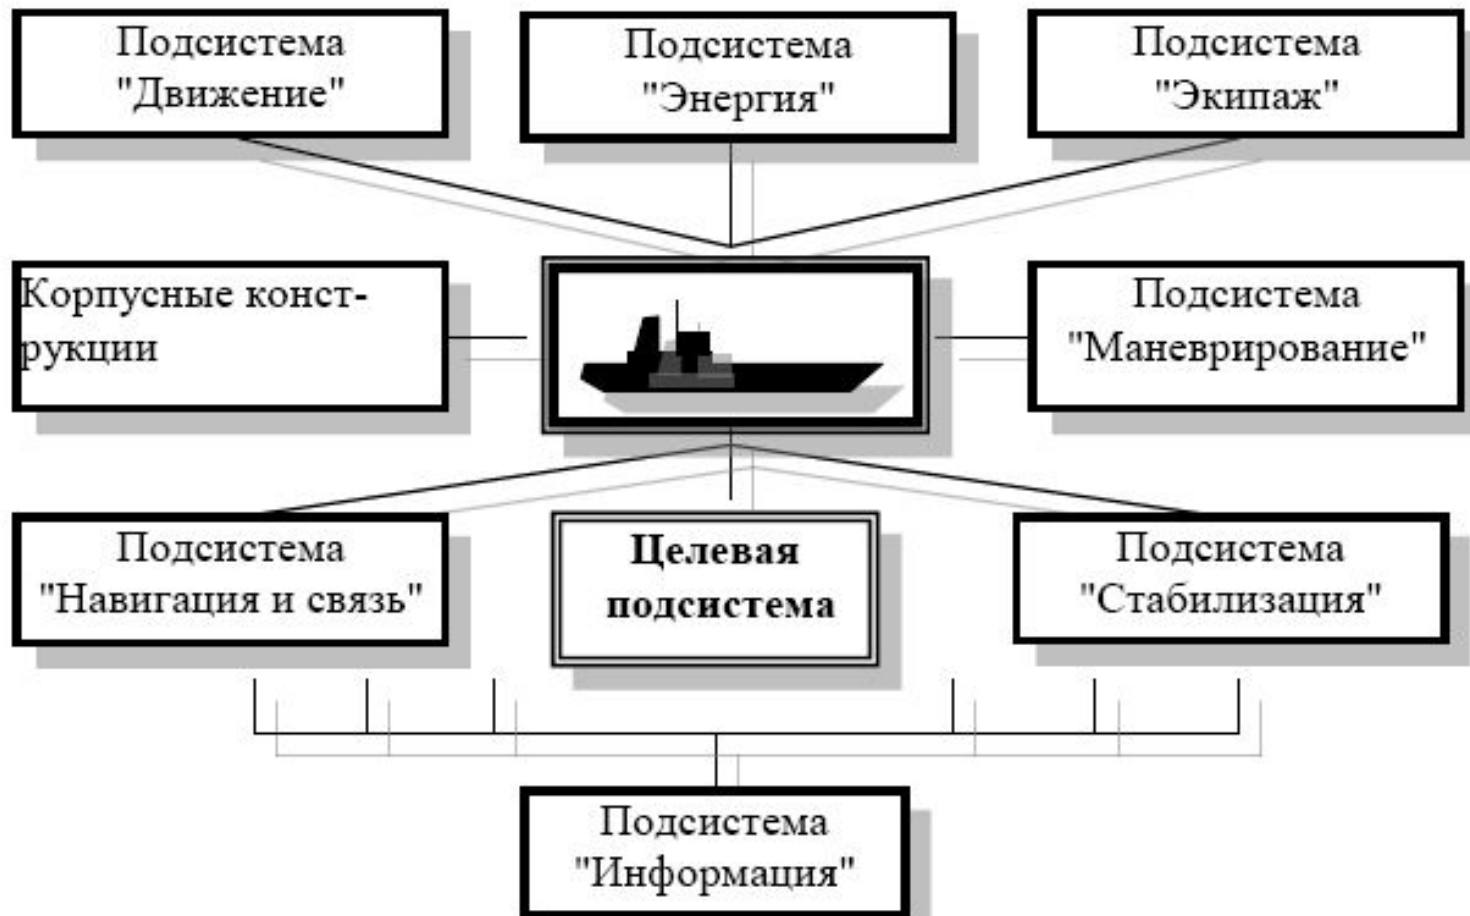 Подсистема
"Движение"
Подсистема
"Энергия"
Подсистема
"Экипаж"
Корпусные конст-
рукции
Подсистема
"Маневрирование"
Подсистема
"Навигация и связь"
Целевая
подсистема
Подсистема
"Стабилизация"
Подсистема
"Информация"